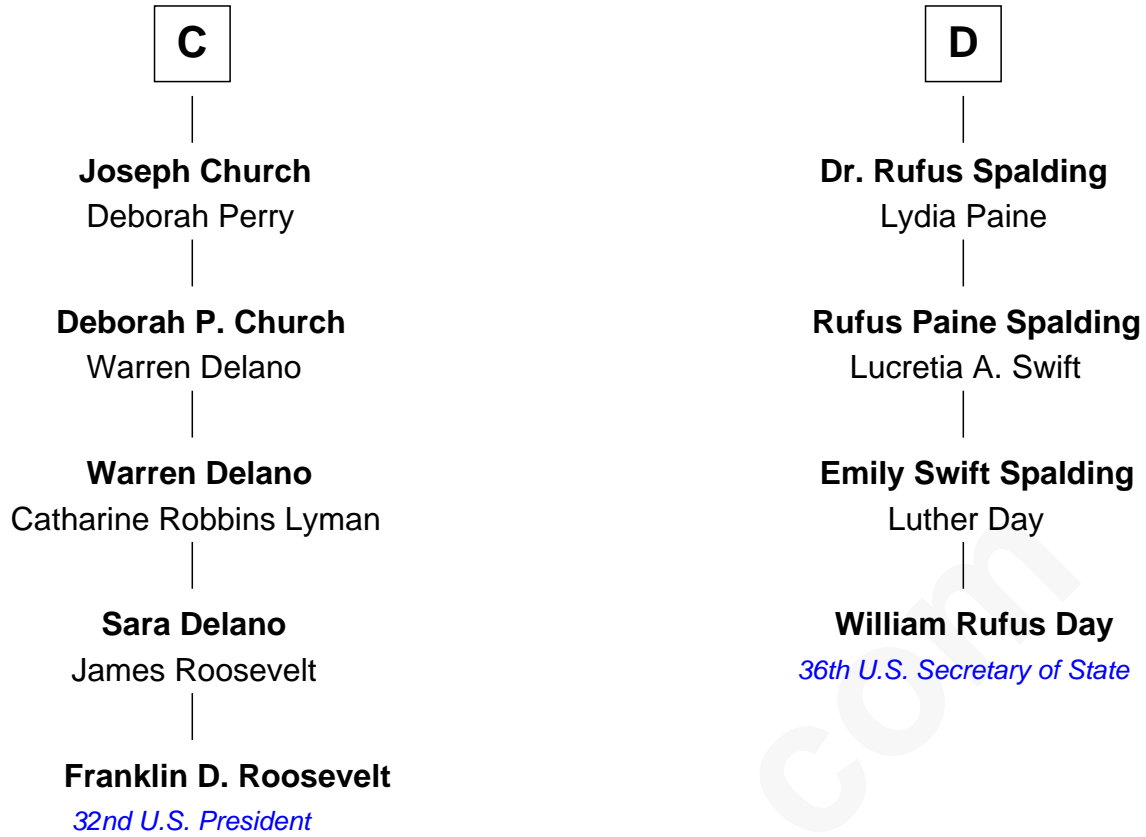 C
Joseph Church
Deborah Perry
Deborah P. Church
Warren Delano
Warren Delano
Catharine Robbins Lyman
Sara Delano
James Roosevelt
Franklin D. Roosevelt
32nd U.S. President
D
Dr. Rufus Spalding
Lydia Paine
Rufus Paine Spalding
Lucretia A. Swift
Emily Swift Spalding
Luther Day
William Rufus Day
36th U.S. Secretary of State
com